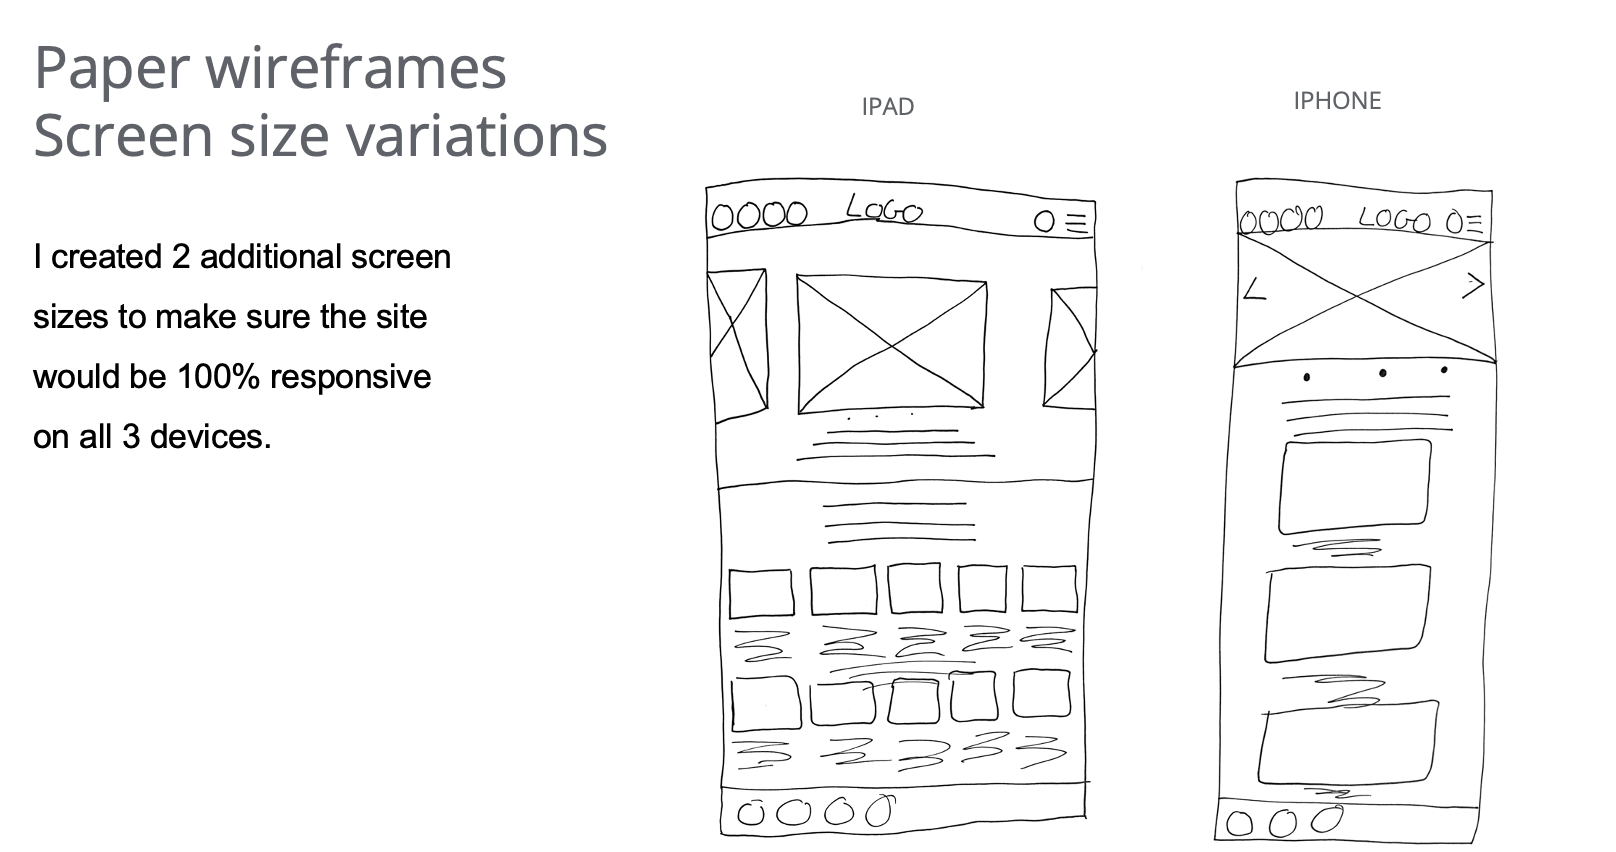 Paper wireframes
Screen size variations
I created 2 additional screen
sizes to make sure the site
would be 100% responsive
on all 3 devices.
IPAD
LOGO
IPHONE
LOGO